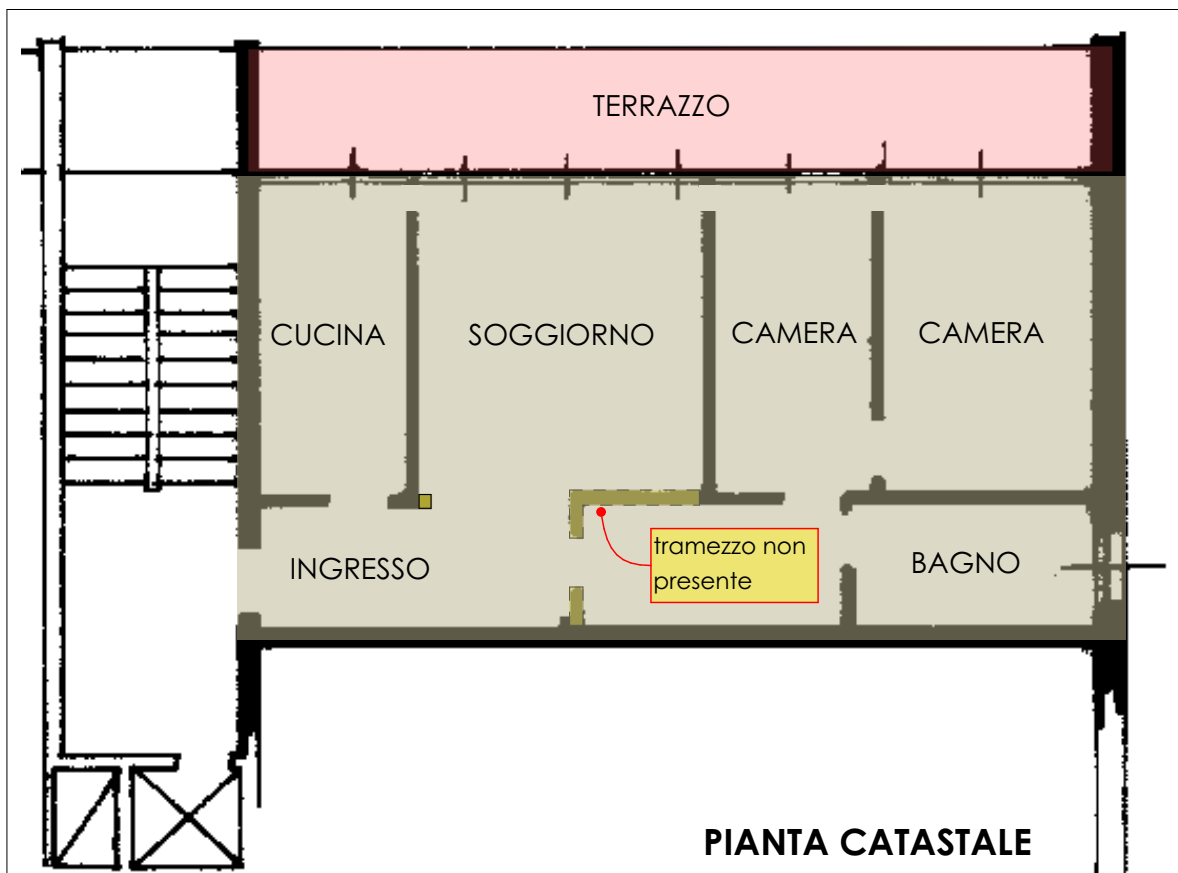 TERRAZZO
CUCINA
SOGGIORNO
CAMERA
CAMERA
INGRESSO
tramezzo non
presente
BAGNO
PIANTA CATASTALE